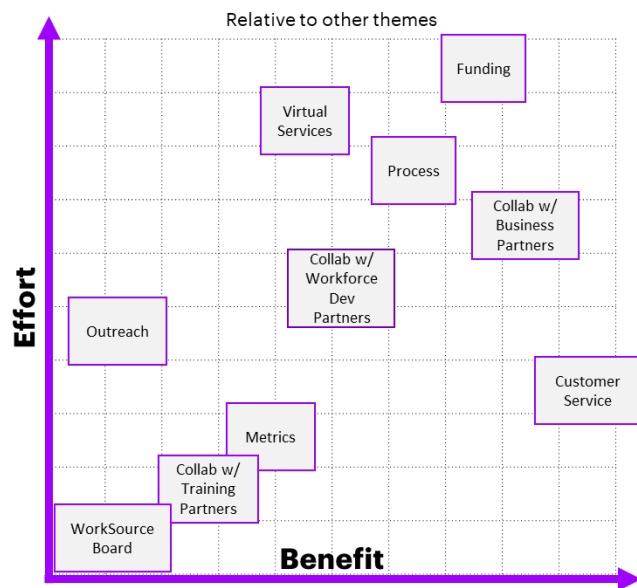 Relative to other themes
Funding
Virtual
Services
Process
Collab w/
Business
Partners
Collab w/
Workforce
Dev
Partners
Effort
Outreach
Customer
Service
Metrics
Collab w/
Training
Partners
WorkSource
Board
Benefit